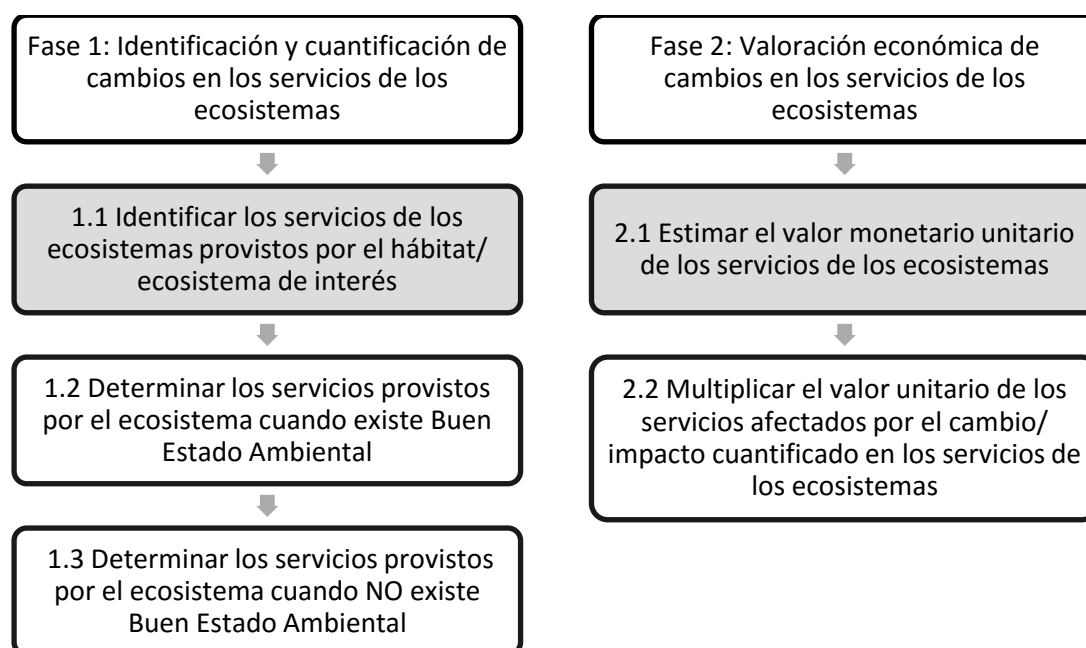 Fase 1: Identificación y cuantificación de
cambios en los servicios de los
ecosistemas
1.1 Identificar los servicios de los
ecosistemas provistos por el hábitat/
ecosistema de interés
1.2 Determinar los servicios provistos
por el ecosistema cuando existe Buen
Estado Ambiental
1.3 Determinar los servicios provistos
por el ecosistema cuando NO existe
Buen Estado Ambiental
Fase 2: Valoración económica de
cambios en los servicios de los
ecosistemas
2.1 Estimar el valor monetario unitario
de los servicios de los ecosistemas
2.2 Multiplicar el valor unitario de los
servicios afectados por el cambio/
impacto cuantificado en los servicios de
los ecosistemas